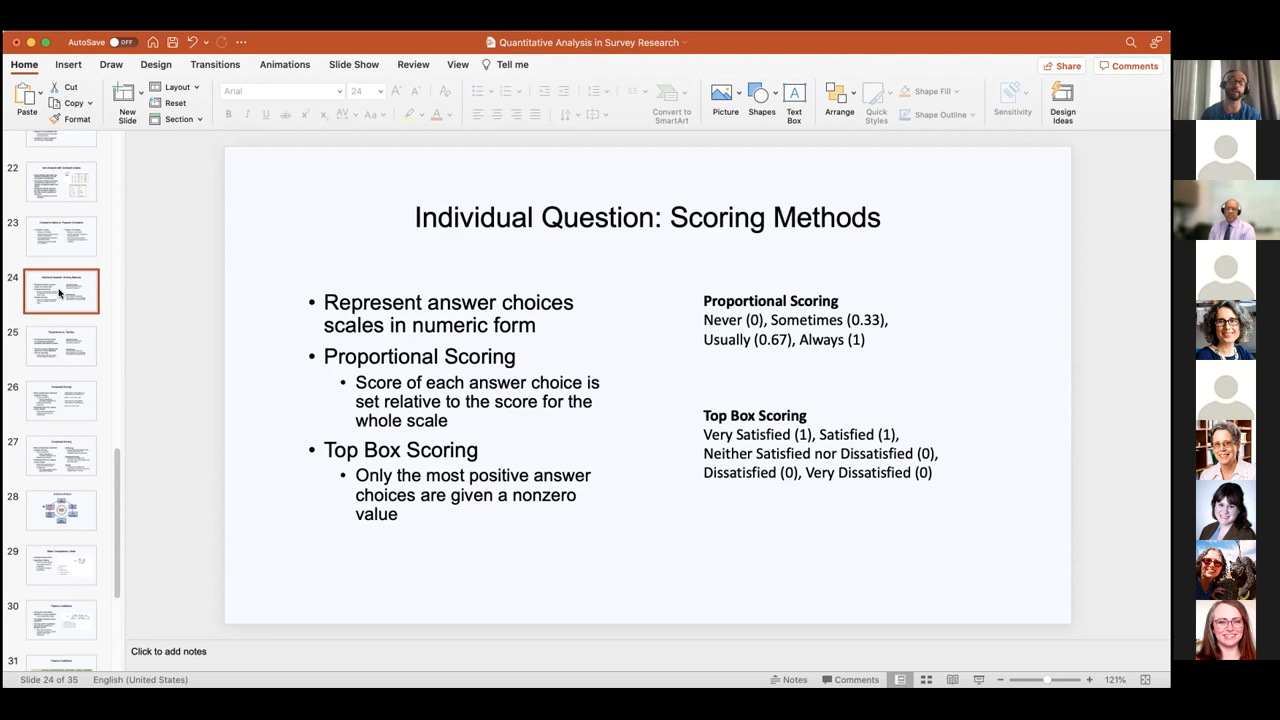 AutoSave OFF
Quantitative Analysis in Survey Research
Home Insert Draw Design Transitions Animations Slide Show Review View Tell me
Share Comments
Paste
Cut
Copy
Format
New Slide
Layout
Reset
Section
Arial 24
Convert to SmartArt
Picture Shapes Text Box Arrange Quick Styles
Shape Fill
Shape Outline
Sensitivity
Design Ideas
22
23
24
25
26
27
28
29
30
31
Individual Question: Scoring Methods
• Represent answer choices
scales in numeric form
• Proportional Scoring
• Score of each answer choice is
set relative to the score for the
whole scale
• Top Box Scoring
• Only the most positive answer
choices are given a nonzero
value
Proportional Scoring
Never (0), Sometimes (0.33),
Usually (0.67), Always (1)
Top Box Scoring
Very Satisfied (1), Satisfied (1),
Neither Satisfied nor Dissatisfied (0),
Dissatisfied (0), Very Dissatisfied (0)
Click to add notes
Slide 24 of 35 English (United States) Notes Comments 121%